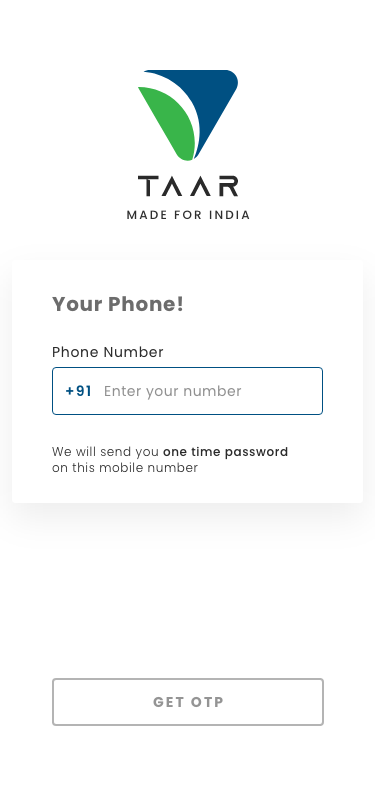 TAAR
MADE FOR INDIA
Your Phone!
Phone Number
+91 Enter your number
We will send you one time password
on this mobile number
GET OTP